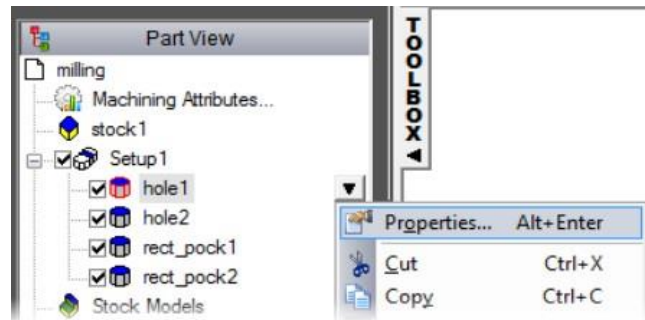 Part View
milling
Machining Attributes...
stock1
Setup1
hole1
hole2
rect_pock1
rect_pock2
Stock Models
TOOLBOX
Properties... Alt+Enter
Cut Ctrl+X
Copy Ctrl+C